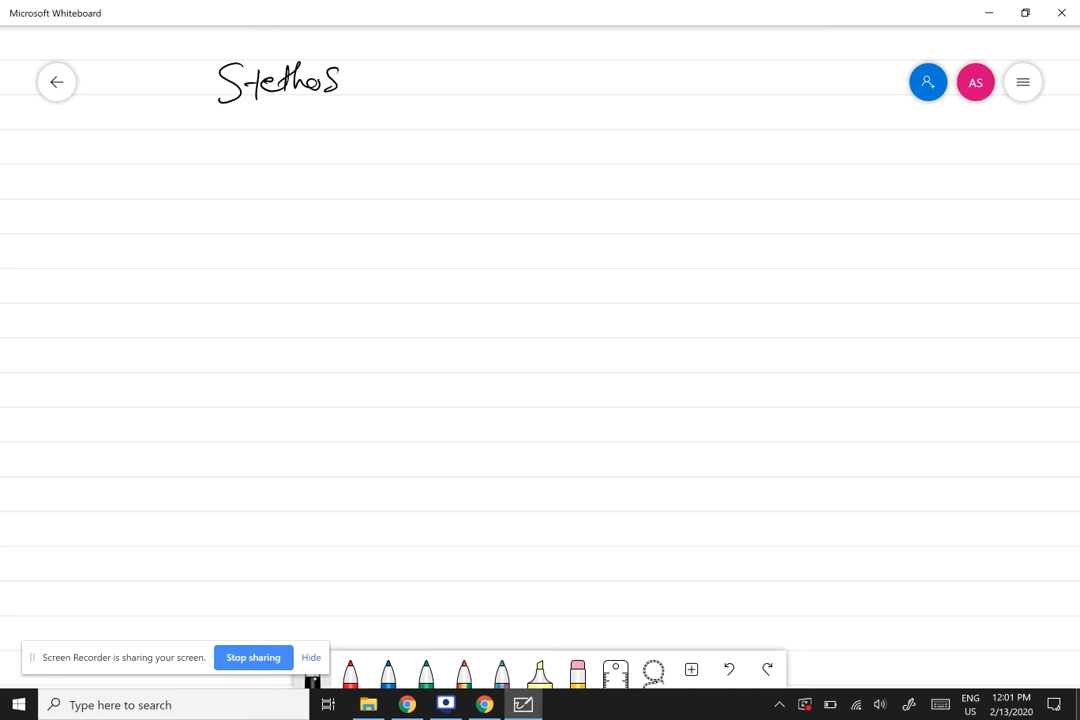 Microsoft Whiteboard
Stethos
AS
Screen Recorder is sharing your screen. Stop sharing Hide
Type here to search
ENG 12:01 PM
US 2/13/2020